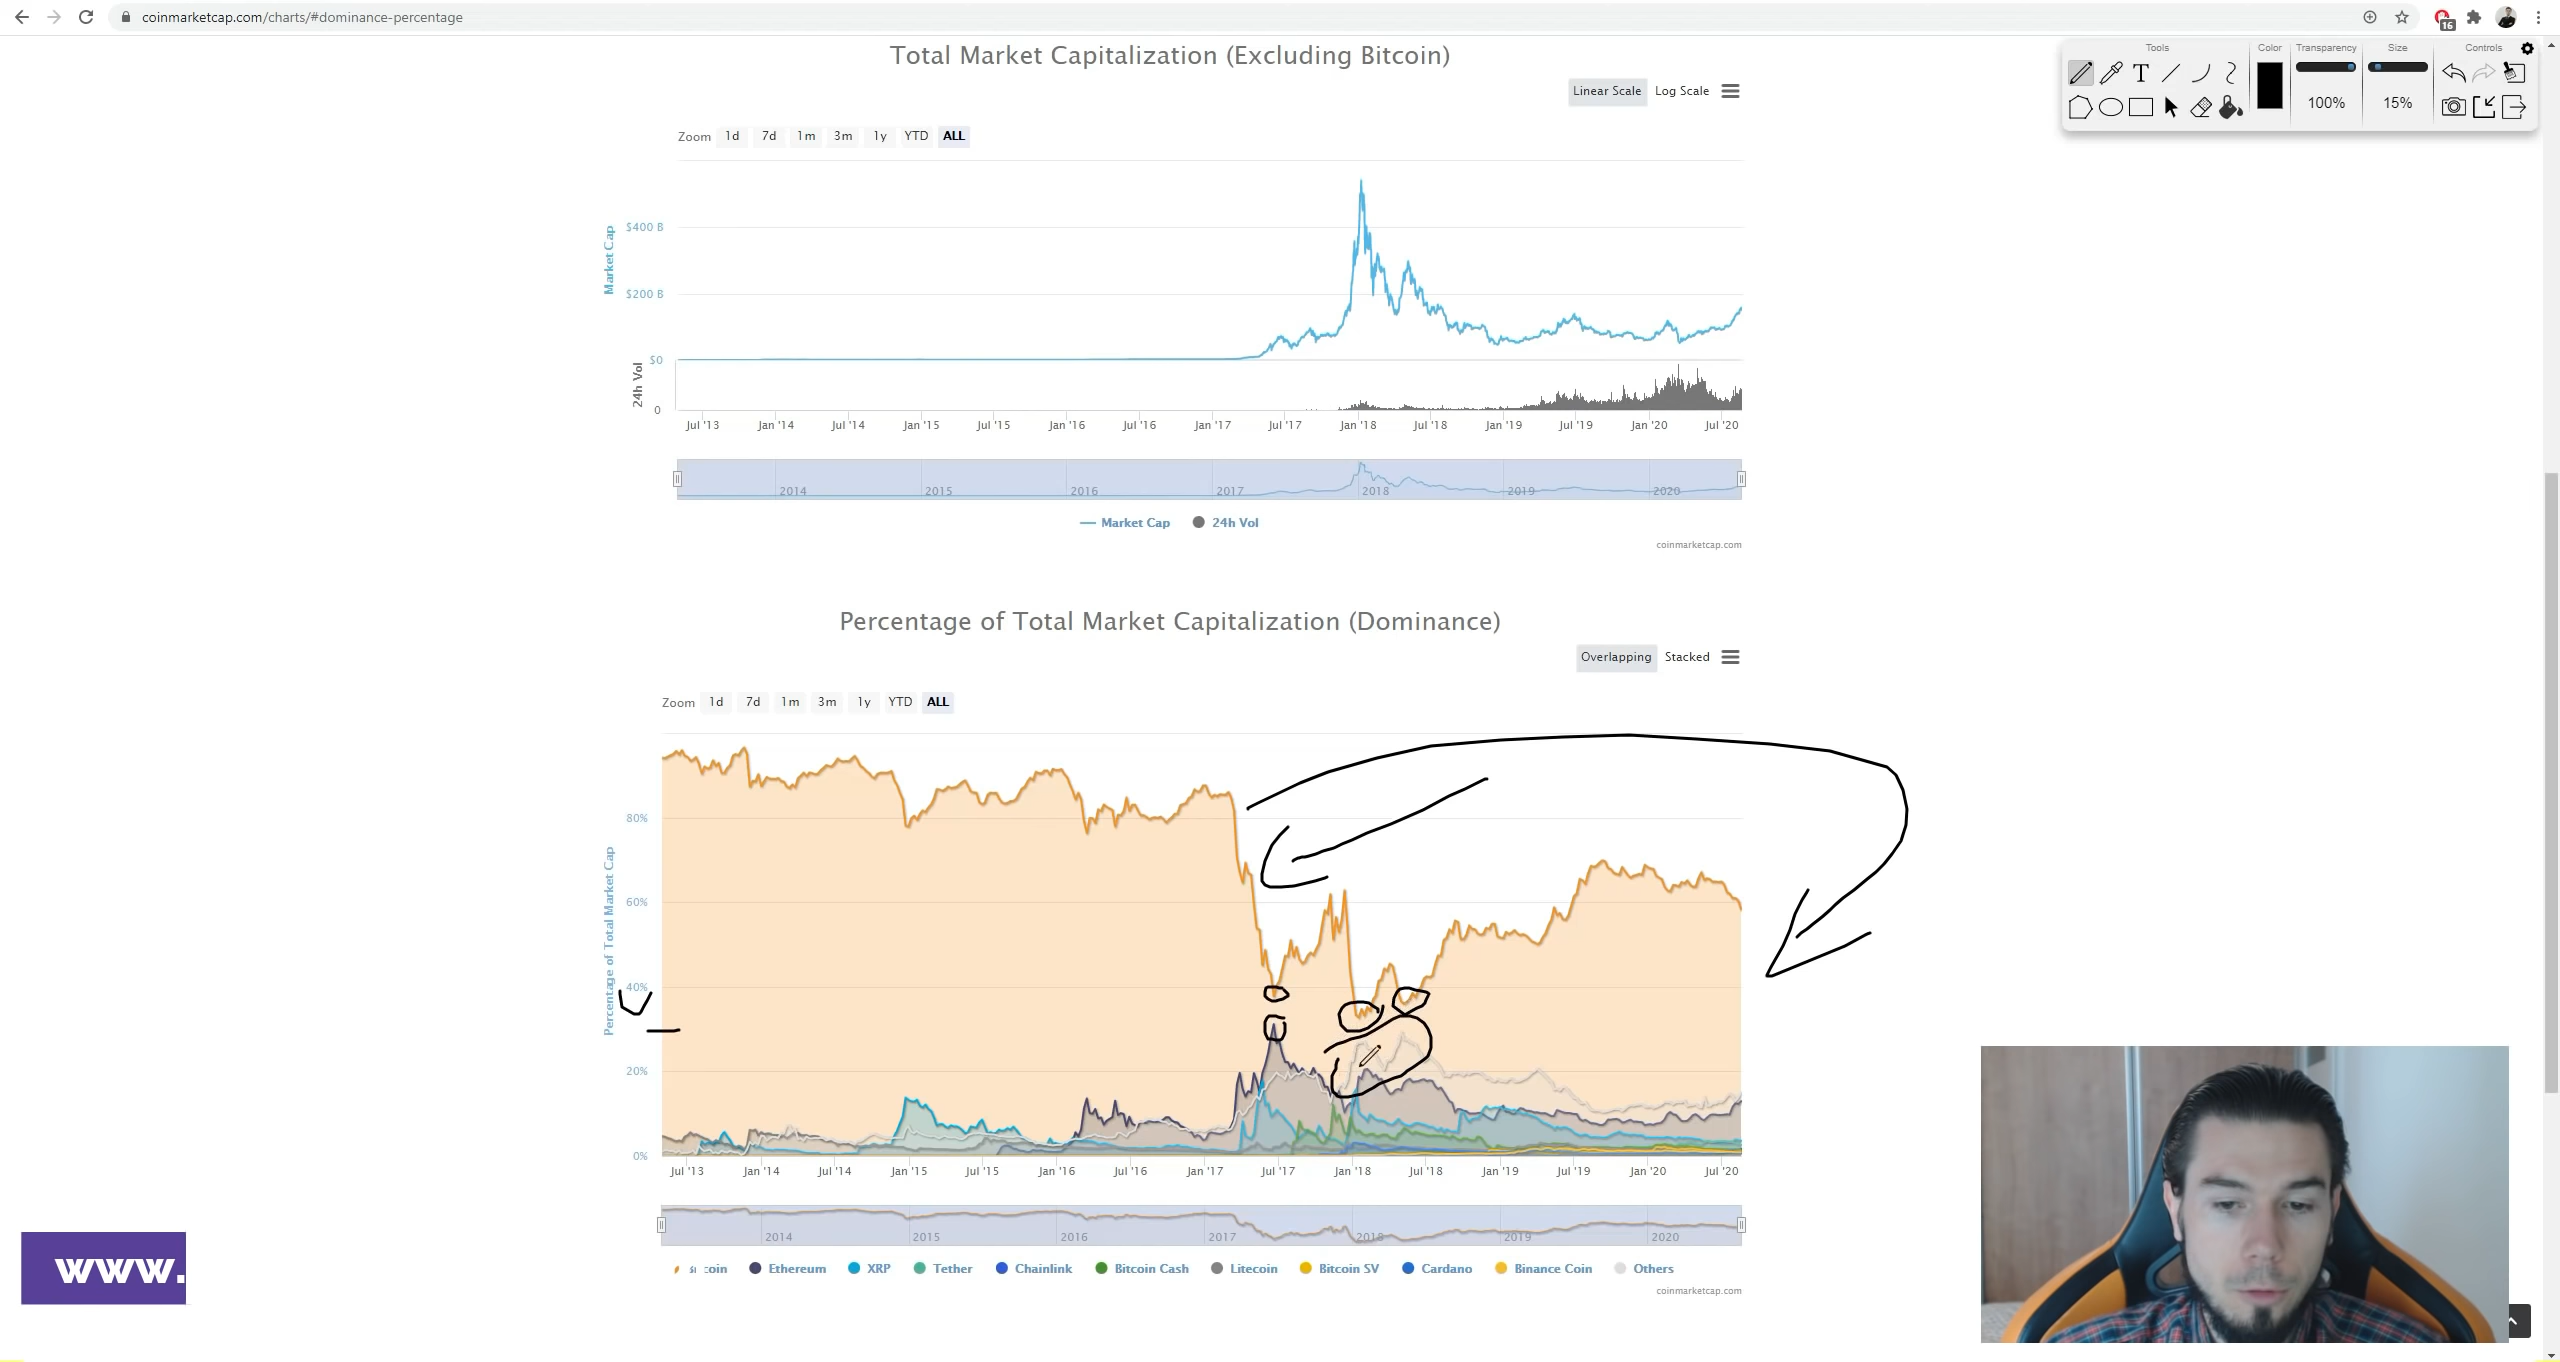 coinmarketcap.com/charts/#dominance-percentage
16
Total Market Capitalization (Excluding Bitcoin)
Tools Color Transparency Size Controls
T
100% 15%
Linear Scale Log Scale
Zoom 1d 7d 1m 3m 1y YTD ALL
Market Cap
$400 B
$200 B
$0
24h Vol
0
Jul '13 Jan '14 Jul '14 Jan '15 Jul '15 Jan '16 Jul '16 Jan '17 Jul '17 Jan '18 Jul '18 Jan '19 Jul '19 Jan '20 Jul '20
2014 2015 2016 2017 2018 2019 2020
Market Cap 24h Vol
coinmarketcap.com
Percentage of Total Market Capitalization (Dominance)
Overlapping Stacked
Zoom 1d 7d 1m 3m 1y YTD ALL
Percentage of Total Market Cap
80%
60%
40%
20%
0%
Jul '13 Jan '14 Jul '14 Jan '15 Jul '15 Jan '16 Jul '16 Jan '17 Jul '17 Jan '18 Jul '18 Jan '19 Jul '19 Jan '20 Jul '20
2014 2015 2016 2017 2018 2019 2020
coin Ethereum XRP Tether Chainlink Bitcoin Cash Litecoin Bitcoin SV Cardano Binance Coin Others
coinmarketcap.com
www.